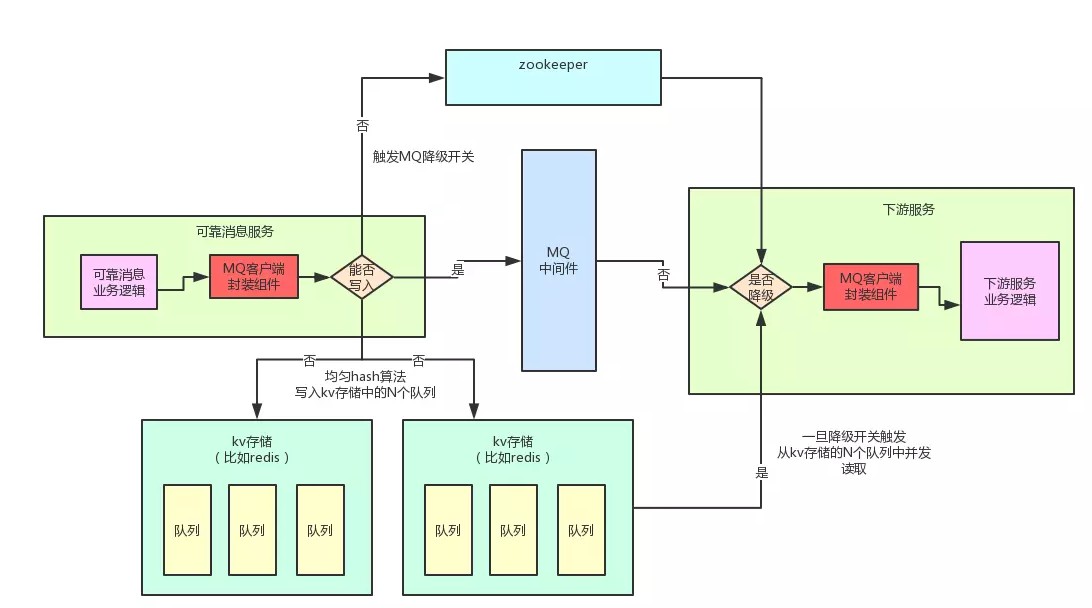 zookeeper
否
触发MQ降级开关
可靠消息服务
可靠消息
业务逻辑
MQ客户端
封装组件
能否
写入
是
MQ
中间件
否
下游服务
是否
降级
MQ客户端
封装组件
下游服务
业务逻辑
否
否
均匀hash算法
写入kv存储中的N个队列
kv存储
（比如redis）
队列
队列
队列
kv存储
（比如redis）
队列
队列
队列
一旦降级开关触发
从kv存储的N个队列中并发
读取
是